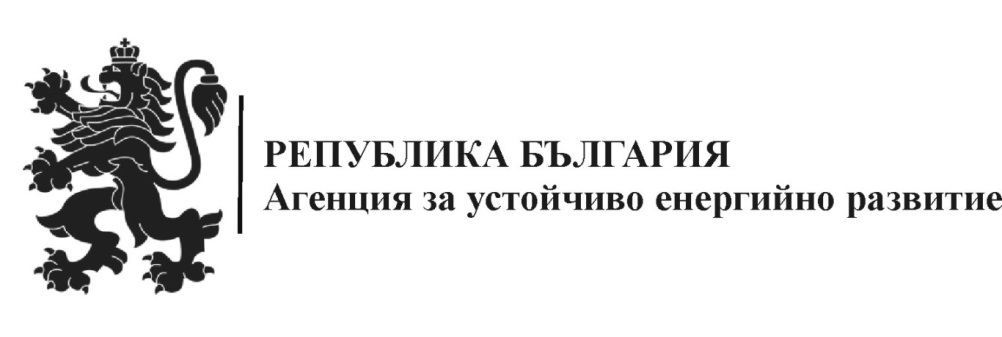 РЕПУБЛИКА БЪЛГАРИЯ
Агенция за устойчиво енергийно развитие